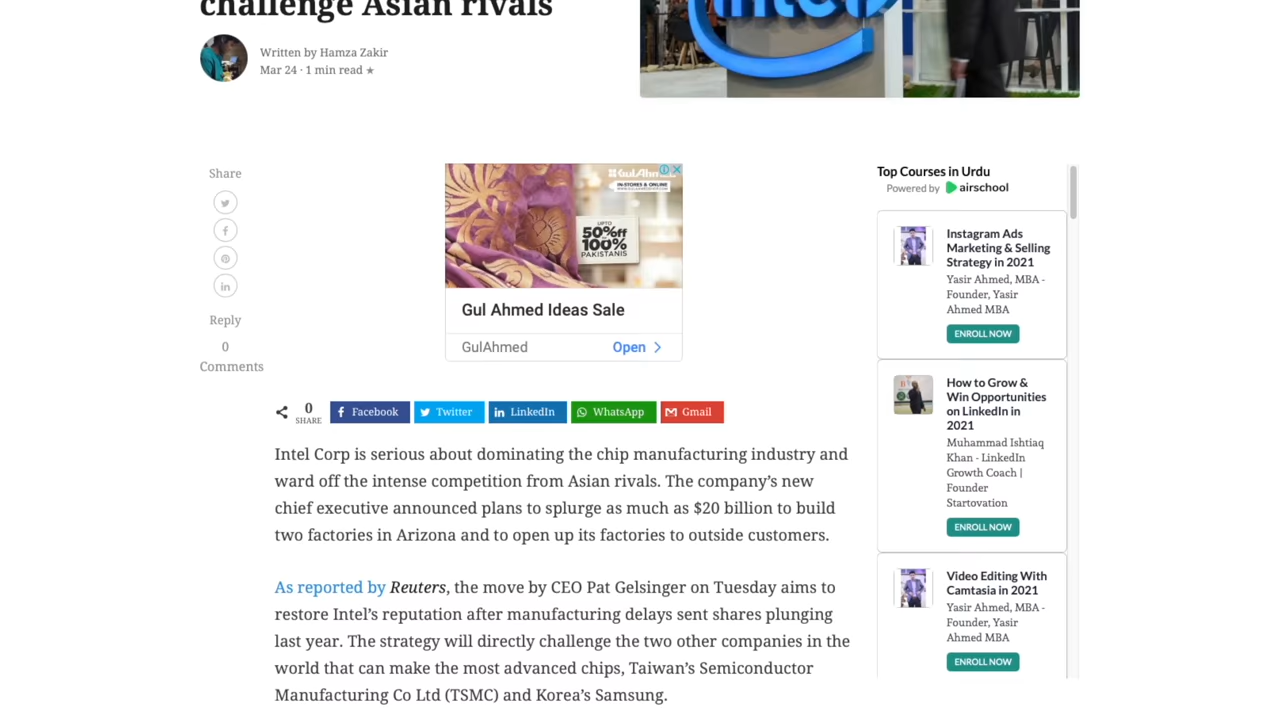 challenge Asian rivals
intel
Written by Hamza Zakir
Mar 24 · 1 min read ★
Share
Reply
0
Comments
GulAhmed
IN-STORES & ONLINE
UPTO
50%off
100%
PAKISTANIS
Gul Ahmed Ideas Sale
GulAhmed
Open
0
SHARE
Facebook
Twitter
LinkedIn
WhatsApp
Gmail
Intel Corp is serious about dominating the chip manufacturing industry and
ward off the intense competition from Asian rivals. The company's new
chief executive announced plans to splurge as much as $20 billion to build
two factories in Arizona and to open up its factories to outside customers.
As reported by Reuters, the move by CEO Pat Gelsinger on Tuesday aims to
restore Intel's reputation after manufacturing delays sent shares plunging
last year. The strategy will directly challenge the two other companies in the
world that can make the most advanced chips, Taiwan's Semiconductor
Manufacturing Co Ltd (TSMC) and Korea's Samsung.
Top Courses in Urdu
Powered by airschool
Instagram Ads
Marketing & Selling
Strategy in 2021
Yasir Ahmed, MBA -
Founder, Yasir
Ahmed MBA
ENROLL NOW
How to Grow &
Win Opportunities
on LinkedIn in
2021
Muhammad Ishtiaq
Khan - LinkedIn
Growth Coach |
Founder
Startovation
ENROLL NOW
Video Editing With
Camtasia in 2021
Yasir Ahmed, MBA -
Founder, Yasir
Ahmed MBA
ENROLL NOW